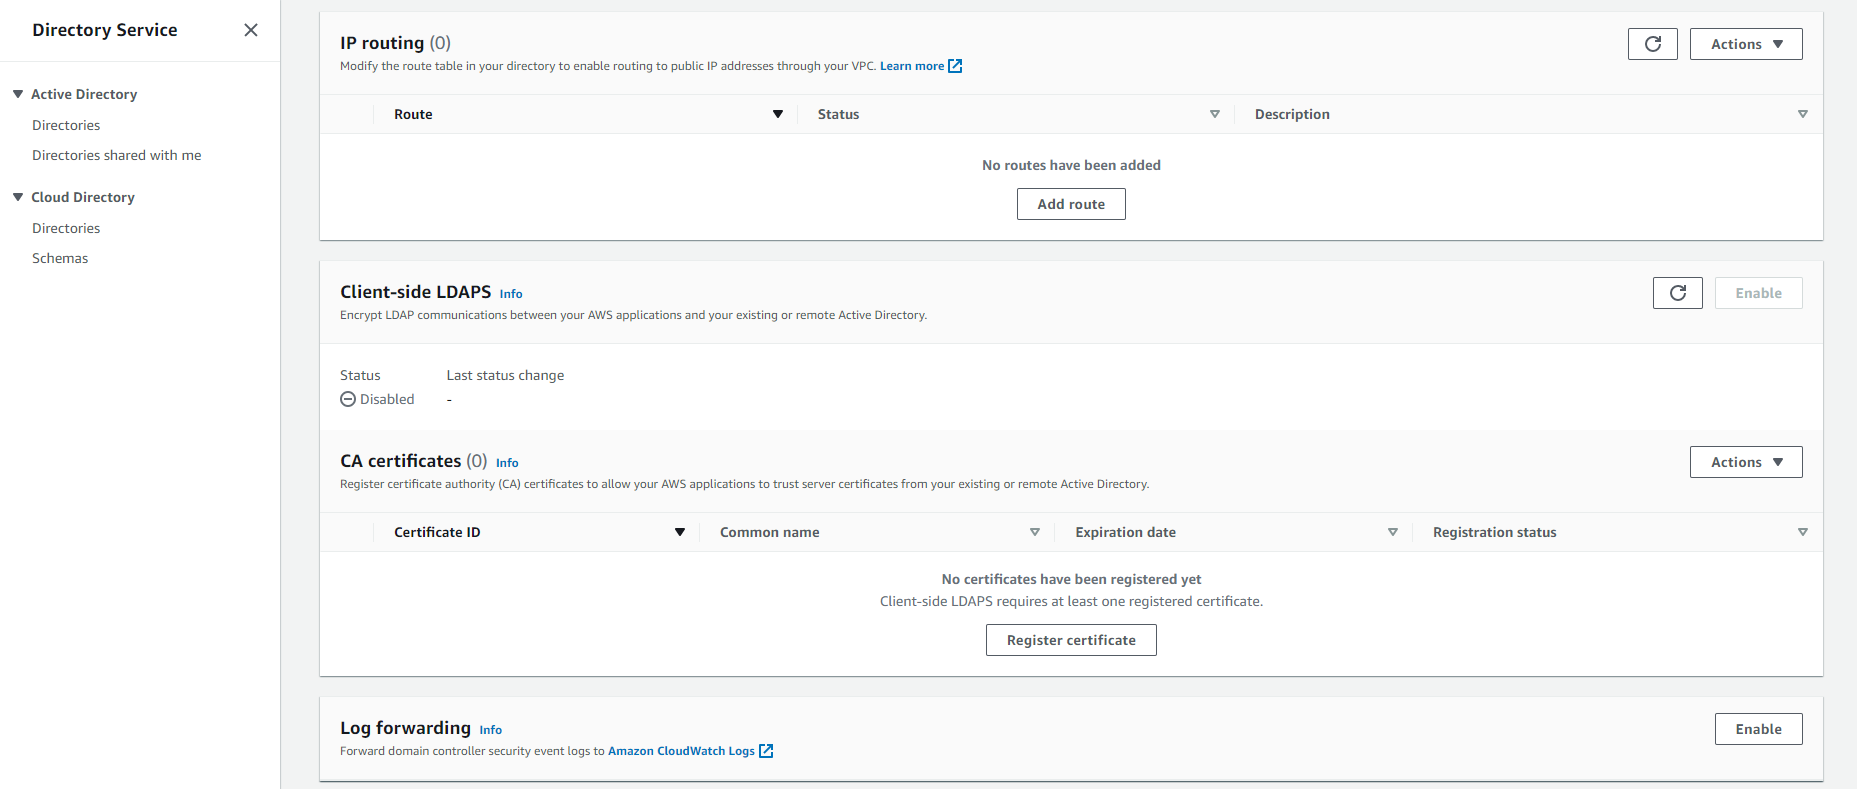 Directory Service
Active Directory
Directories
Directories shared with me
Cloud Directory
Directories
Schemas
IP routing (0)
Modify the route table in your directory to enable routing to public IP addresses through your VPC. Learn more
Actions
Route Status Description
No routes have been added
Add route
Client-side LDAPS Info
Encrypt LDAP communications between your AWS applications and your existing or remote Active Directory.
Enable
Status Last status change
Disabled -
CA certificates (0) Info
Register certificate authority (CA) certificates to allow your AWS applications to trust server certificates from your existing or remote Active Directory.
Actions
Certificate ID Common name Expiration date Registration status
No certificates have been registered yet
Client-side LDAPS requires at least one registered certificate.
Register certificate
Log forwarding Info
Forward domain controller security event logs to Amazon CloudWatch Logs
Enable